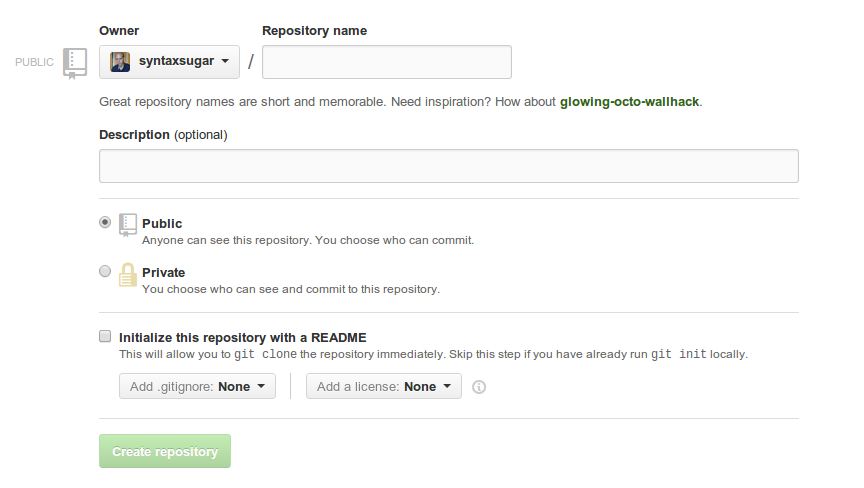 Owner
Repository name
PUBLIC
syntaxsugar /
Great repository names are short and memorable. Need inspiration? How about glowing-octo-wallhack.
Description (optional)
Public
Anyone can see this repository. You choose who can commit.
Private
You choose who can see and commit to this repository.
Initialize this repository with a README
This will allow you to git clone the repository immediately. Skip this step if you have already run git init locally.
Add .gitignore: None
Add a license: None
Create repository